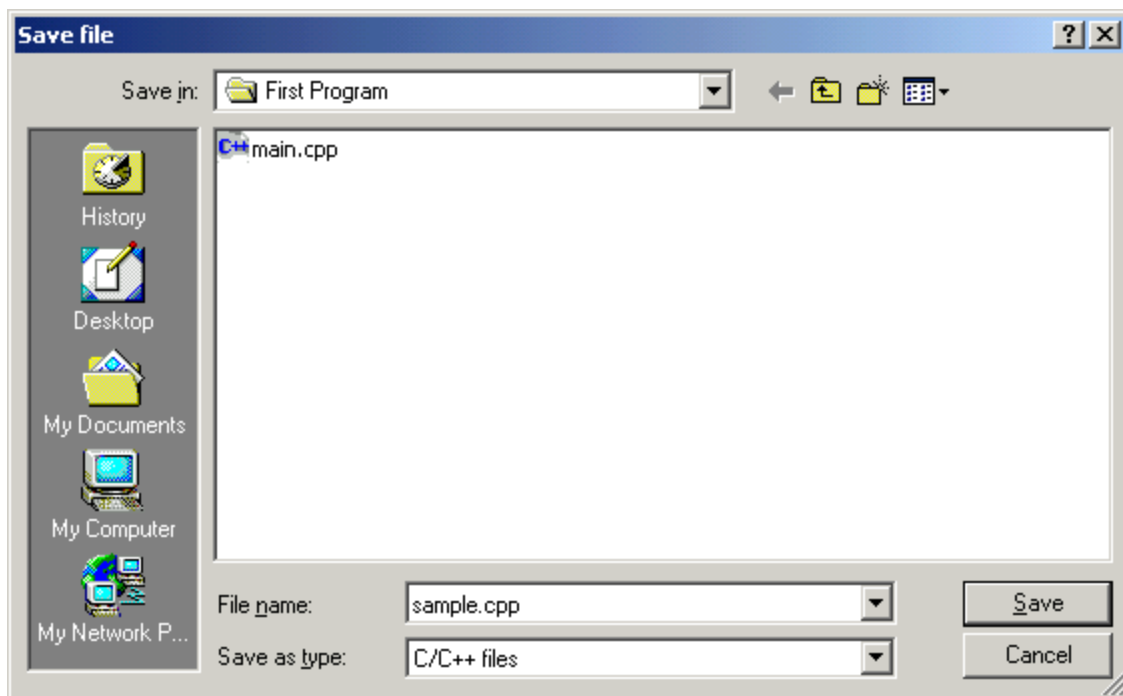 Save file
Save in: First Program
C++ main.cpp
History
Desktop
My Documents
My Computer
My Network P...
File name: sample.cpp Save
Save as type: C/C++ files Cancel